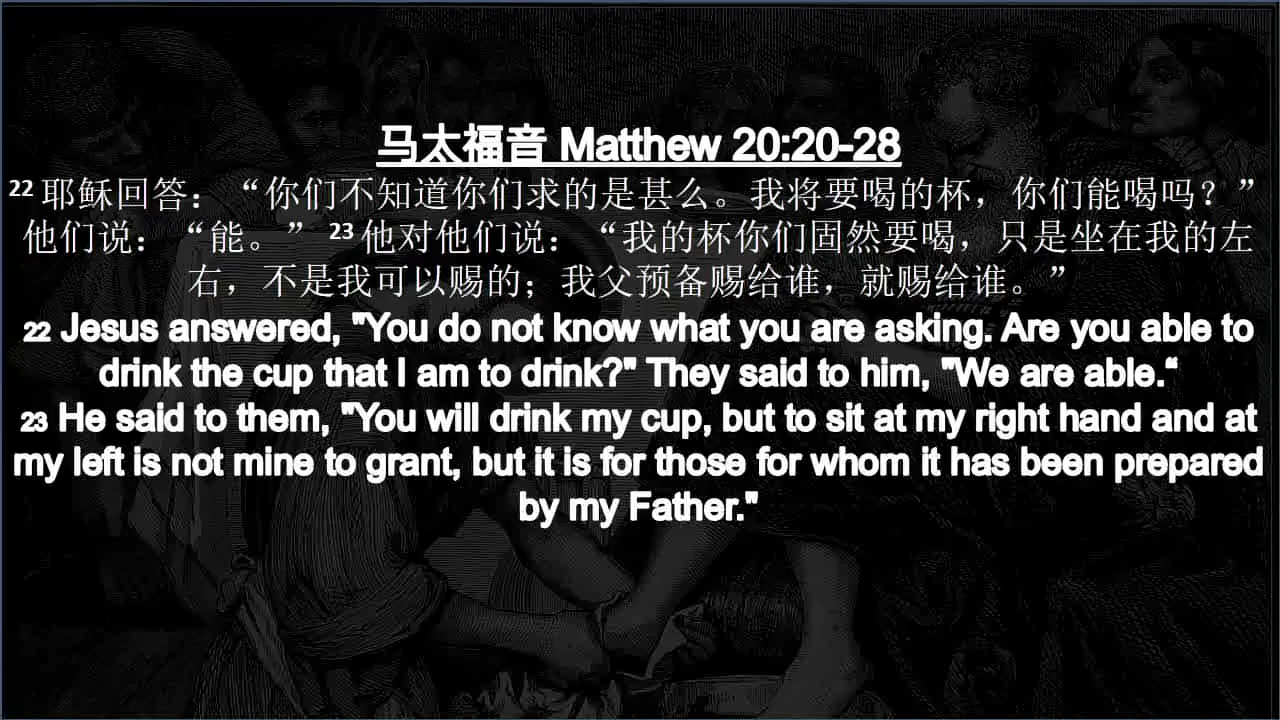 马太福音 Matthew 20:20-28
22 耶稣回答：“你们不知道你们求的是甚么。我将要喝的杯，你们能喝吗？”
他们说：“能。” 23 他对他们说：“我的杯你们固然要喝，只是坐在我的左
右，不是我可以赐的；我父预备赐给谁，就赐给谁。”
22 Jesus answered, "You do not know what you are asking. Are you able to
drink the cup that I am to drink?" They said to him, "We are able.“
23 He said to them, "You will drink my cup, but to sit at my right hand and at
my left is not mine to grant, but it is for those for whom it has been prepared
by my Father."